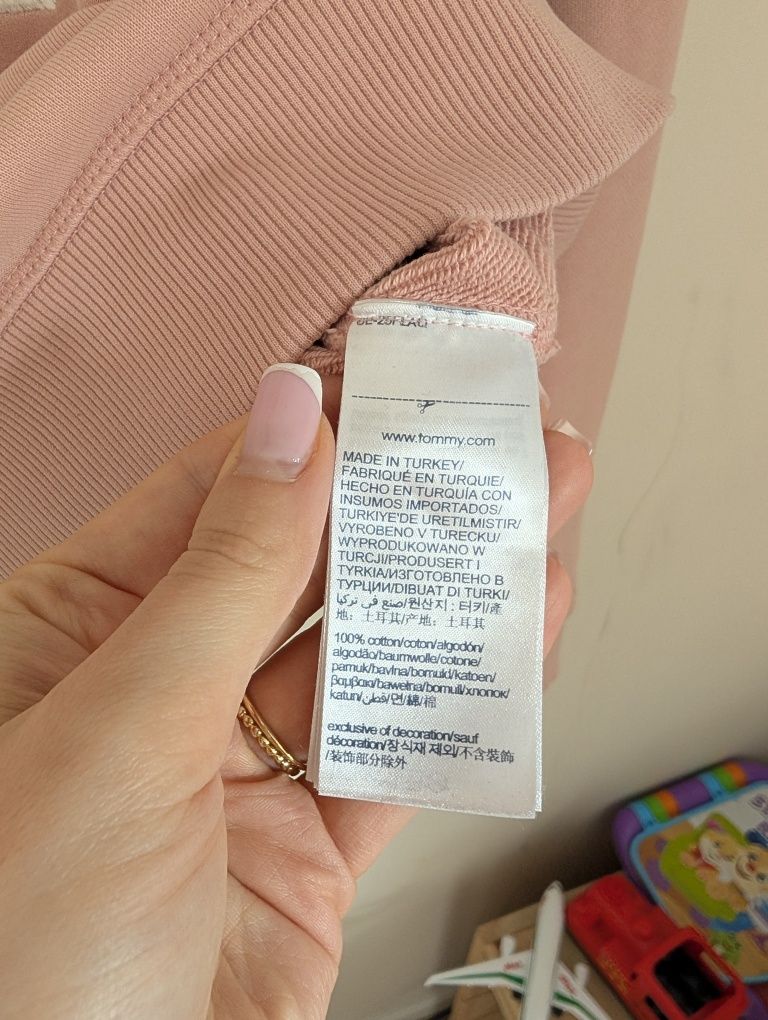 www.tommy.com
MADE IN TURKEY/
FABRIQUÉ EN TURQUIE/
HECHO EN TURQUÍA CON
INSUMOS IMPORTADOS/
TURKIYE'DE URETILMISTIR/
VYROBENO V TURECKU/
WYPRODUKOWANO W
TURCJI/PRODUSERT I
TYRKIA/ИЗГОТОВЛЕНО В
ТУРЦИИ/DIBUAT DI TURKI/
صنع في تركيا/원산지 : 터키/產
地：土耳其/产地：土耳其
100% cotton/coton/algodón/
algodão/baumwolle/cotone/
pamuk/bavlna/bomuld/katoen/
βαμβακι/bawełna/bomull/хлопок/
katun/قطن/면/綿/棉
exclusive of decoration/sauf
décoration/장식재 제외/不含裝飾
/装饰部分除外